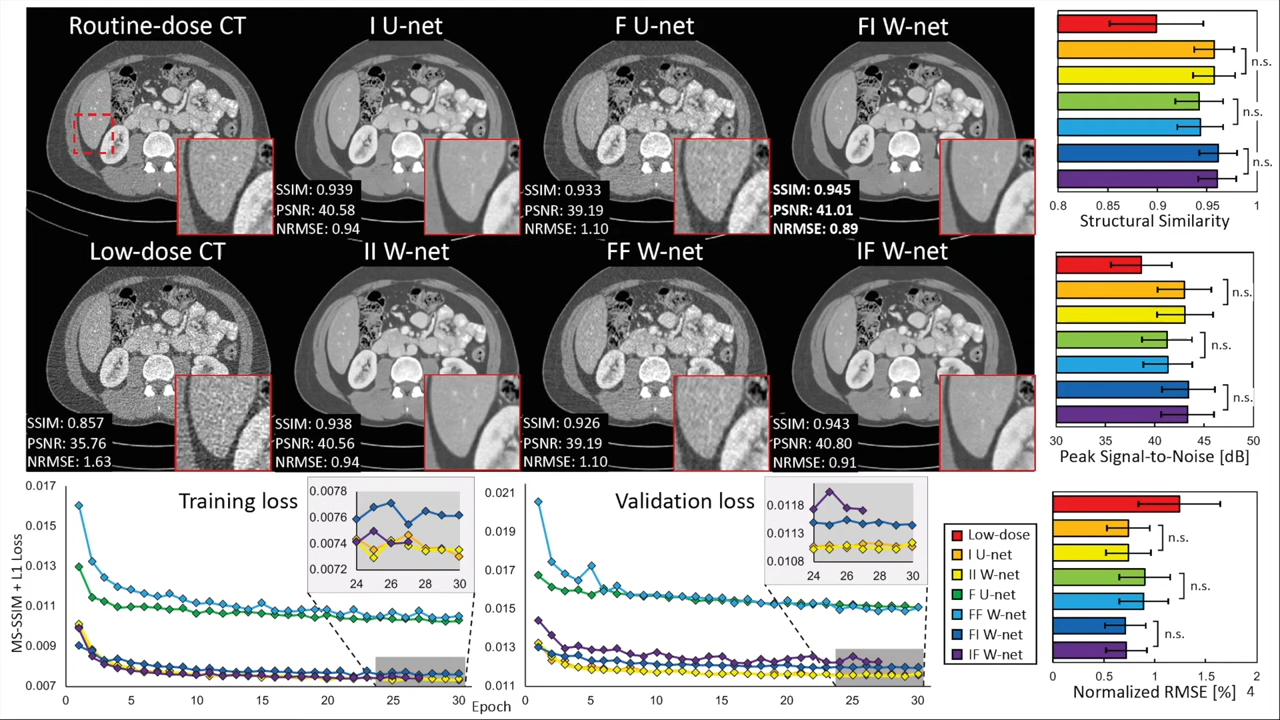 Routine-dose CT
I U-net
F U-net
FI W-net
SSIM: 0.939
PSNR: 40.58
NRMSE: 0.94
SSIM: 0.933
PSNR: 39.19
NRMSE: 1.10
SSIM: 0.945
PSNR: 41.01
NRMSE: 0.89
Low-dose CT
II W-net
FF W-net
IF W-net
SSIM: 0.857
PSNR: 35.76
NRMSE: 1.63
SSIM: 0.938
PSNR: 40.56
NRMSE: 0.94
SSIM: 0.926
PSNR: 39.19
NRMSE: 1.10
SSIM: 0.943
PSNR: 40.80
NRMSE: 0.91
n.s.
n.s.
n.s.
0.8 0.85 0.9 0.95 1
Structural Similarity
n.s.
n.s.
n.s.
30 35 40 45 50
Peak Signal-to-Noise [dB]
n.s.
n.s.
n.s.
0 0.5 1 1.5 2
Normalized RMSE [%] 4
Training loss
MS-SSIM + L1 Loss
0.017
0.015
0.013
0.011
0.009
0.007
0 5 10 15 20 25 30
0.0078
0.0076
0.0074
0.0072
24 26 28 30
Epoch
Validation loss
0.021
0.019
0.017
0.015
0.013
0.011
0 5 10 15 20 25 30
0.0118
0.0113
0.0108
24 26 28 30
Low-dose
I U-net
II W-net
F U-net
FF W-net
FI W-net
IF W-net